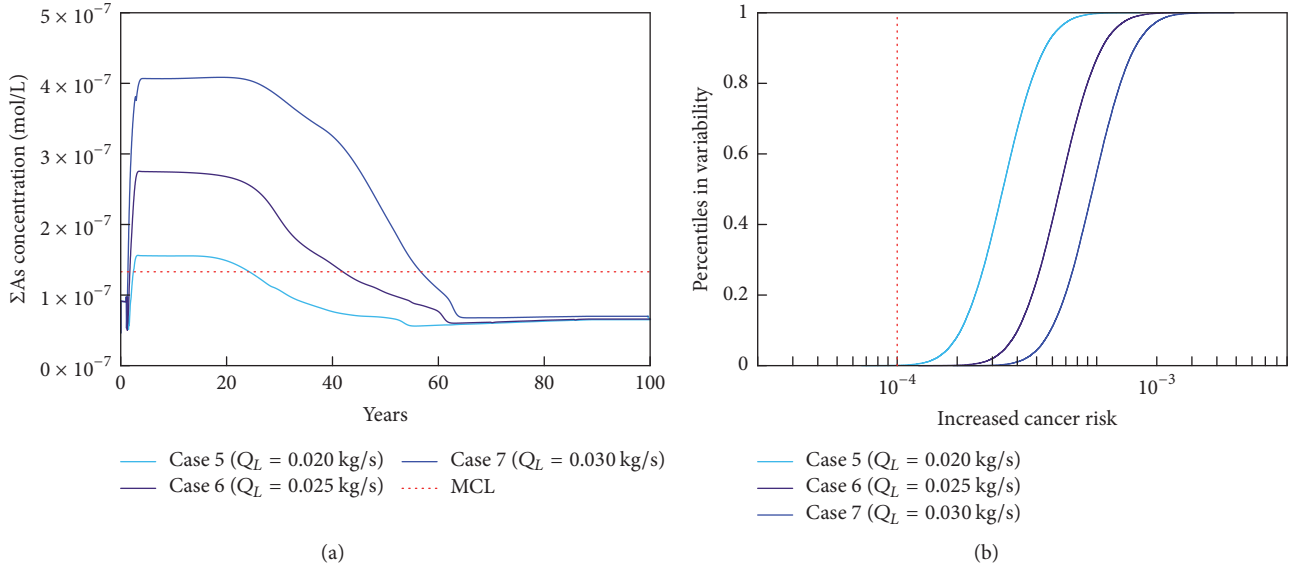 5 × 10⁻⁷
4 × 10⁻⁷
3 × 10⁻⁷
2 × 10⁻⁷
1 × 10⁻⁷
0 × 10⁻⁷
ΣAs concentration (mol/L)
0 20 40 60 80 100
Years
Case 5 (Q_L = 0.020 kg/s)
Case 6 (Q_L = 0.025 kg/s)
Case 7 (Q_L = 0.030 kg/s)
MCL
(a)
1
0.8
0.6
0.4
0.2
0
Percentiles in variability
10⁻⁴ 10⁻³
Increased cancer risk
Case 5 (Q_L = 0.020 kg/s)
Case 6 (Q_L = 0.025 kg/s)
Case 7 (Q_L = 0.030 kg/s)
(b)